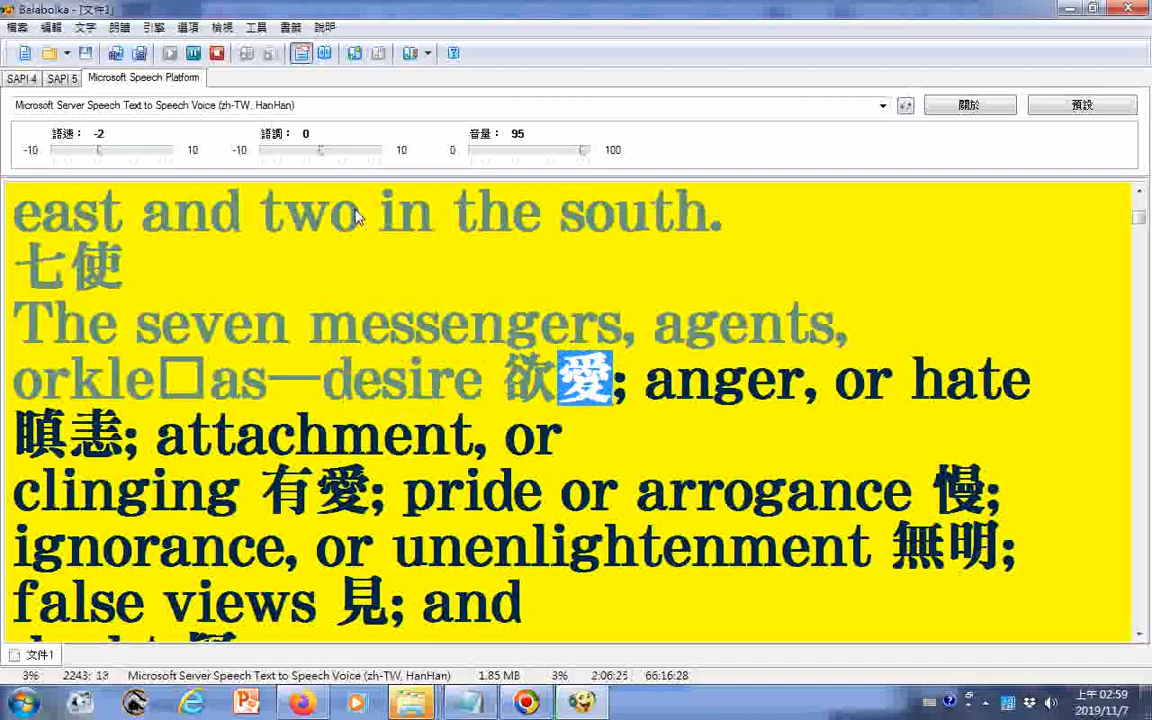 Balabolka - [文件1]
檔案 編輯 文字 朗讀 引擎 選項 檢視 工具 書籤 說明
SAPI 4 SAPI 5 Microsoft Speech Platform
Microsoft Server Speech Text to Speech Voice (zh-TW, HanHan) 關於 預設
語速： -2 語調： 0 音量： 95
-10 10 -10 10 0 100
east and two in the south.
七使
The seven messengers, agents,
orkle□as—desire 欲愛; anger, or hate
瞋恚; attachment, or
clinging 有愛; pride or arrogance 慢;
ignorance, or unenlightenment 無明;
false views 見; and
文件1
3% 2243: 13 Microsoft Server Speech Text to Speech Voice (zh-TW, HanHan) 1.85 MB 3% 2:06:25 66:16:28
上午 02:59
2019/11/7